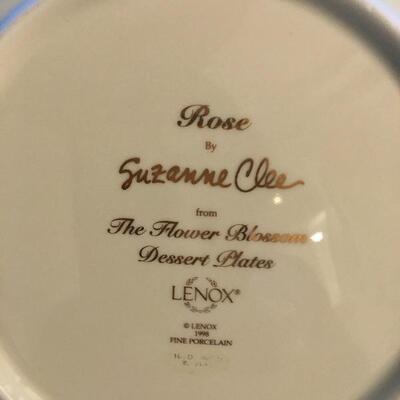 Rose
By
Suzanne Clee
from
The Flower Blossom
Dessert Plates
LENOX®
© LENOX
1998
FINE PORCELAIN